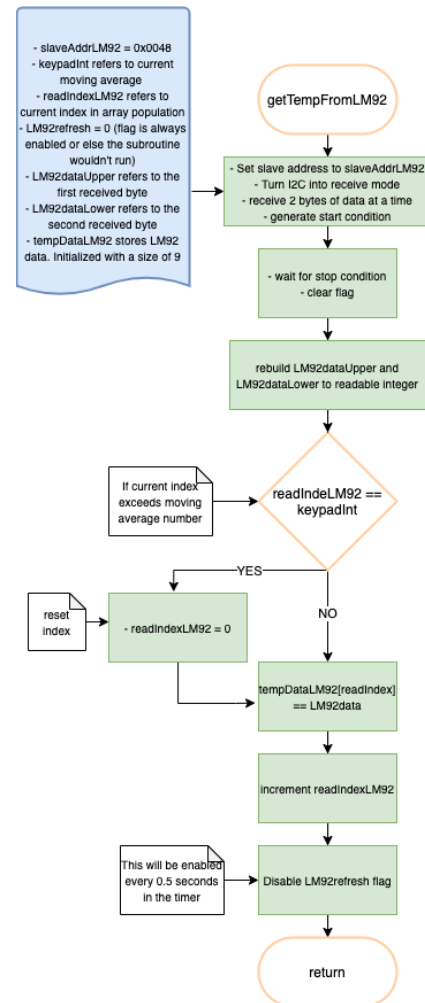 - slaveAddrLM92 = 0x0048
- keypadInt refers to current
moving average
- readIndexLM92 refers to
current index in array population
- LM92refresh = 0 (flag is always
enabled or else the subroutine
wouldn't run)
- LM92dataUpper refers to the
first received byte
- LM92dataLower refers to the
second received byte
- tempDataLM92 stores LM92
data. Initialized with a size of 9
getTempFromLM92
- Set slave address to slaveAddrLM92
- Turn I2C into receive mode
- receive 2 bytes of data at a time
- generate start condition
- wait for stop condition
- clear flag
rebuild LM92dataUpper and
LM92dataLower to readable integer
If current index
exceeds moving
average number
readIndeLM92 ==
keypadInt
YES
NO
reset
index
- readIndexLM92 = 0
tempDataLM92[readIndex]
== LM92data
increment readIndexLM92
This will be enabled
every 0.5 seconds
in the timer
Disable LM92refresh flag
return